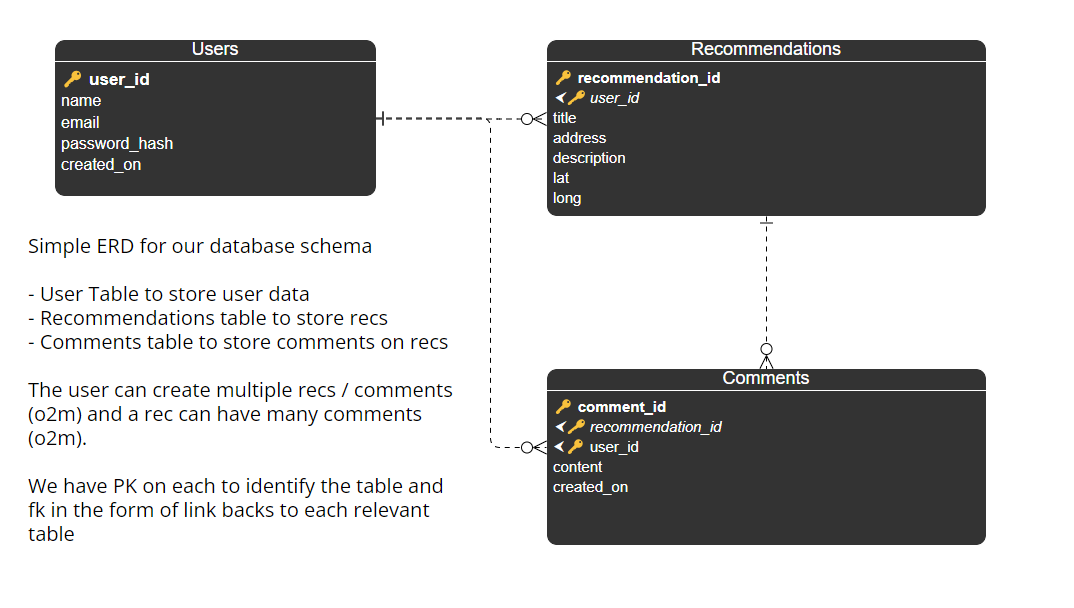 Users
user_id
name
email
password_hash
created_on
Recommendations
recommendation_id
user_id
title
address
description
lat
long
Simple ERD for our database schema
- User Table to store user data
- Recommendations table to store recs
- Comments table to store comments on recs
The user can create multiple recs / comments
(o2m) and a rec can have many comments
(o2m).
We have PK on each to identify the table and
fk in the form of link backs to each relevant
table
Comments
comment_id
recommendation_id
user_id
content
created_on